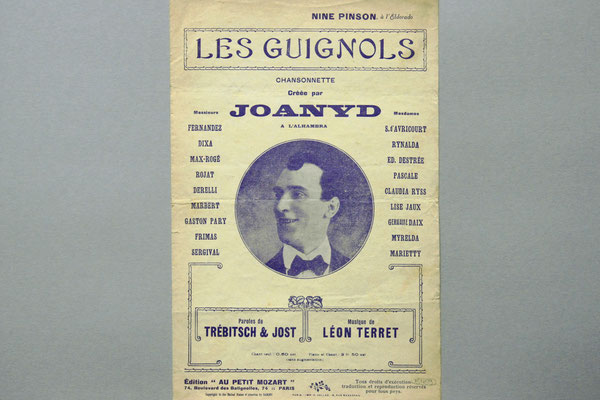 NINE PINSON, à l'Eldorado
LES GUIGNOLS
CHANSONNETTE
Créée par
JOANYD
A L'ALHAMBRA
Messieurs
FERNANDEZ
DIXA
MAX-ROGÉ
ROJAT
DERELLI
MARBERT
GASTON PARY
FRIMAS
SERGIVAL
Mesdames
S. d'AVRICOURT
RYNALDA
ED. DESTRÉE
PASCALE
CLAUDIA RYSS
LISE JAUX
DAIX
MYRELDA
MARIETTY
Paroles de
TRÉBITSCH & JOST
Musique de
LÉON TERRET
Édition " AU PETIT MOZART "
74, Boulevard des Batignolles, 74 PARIS
Tous droits d'exécution,
traduction et reproduction réservés
pour tous pays.